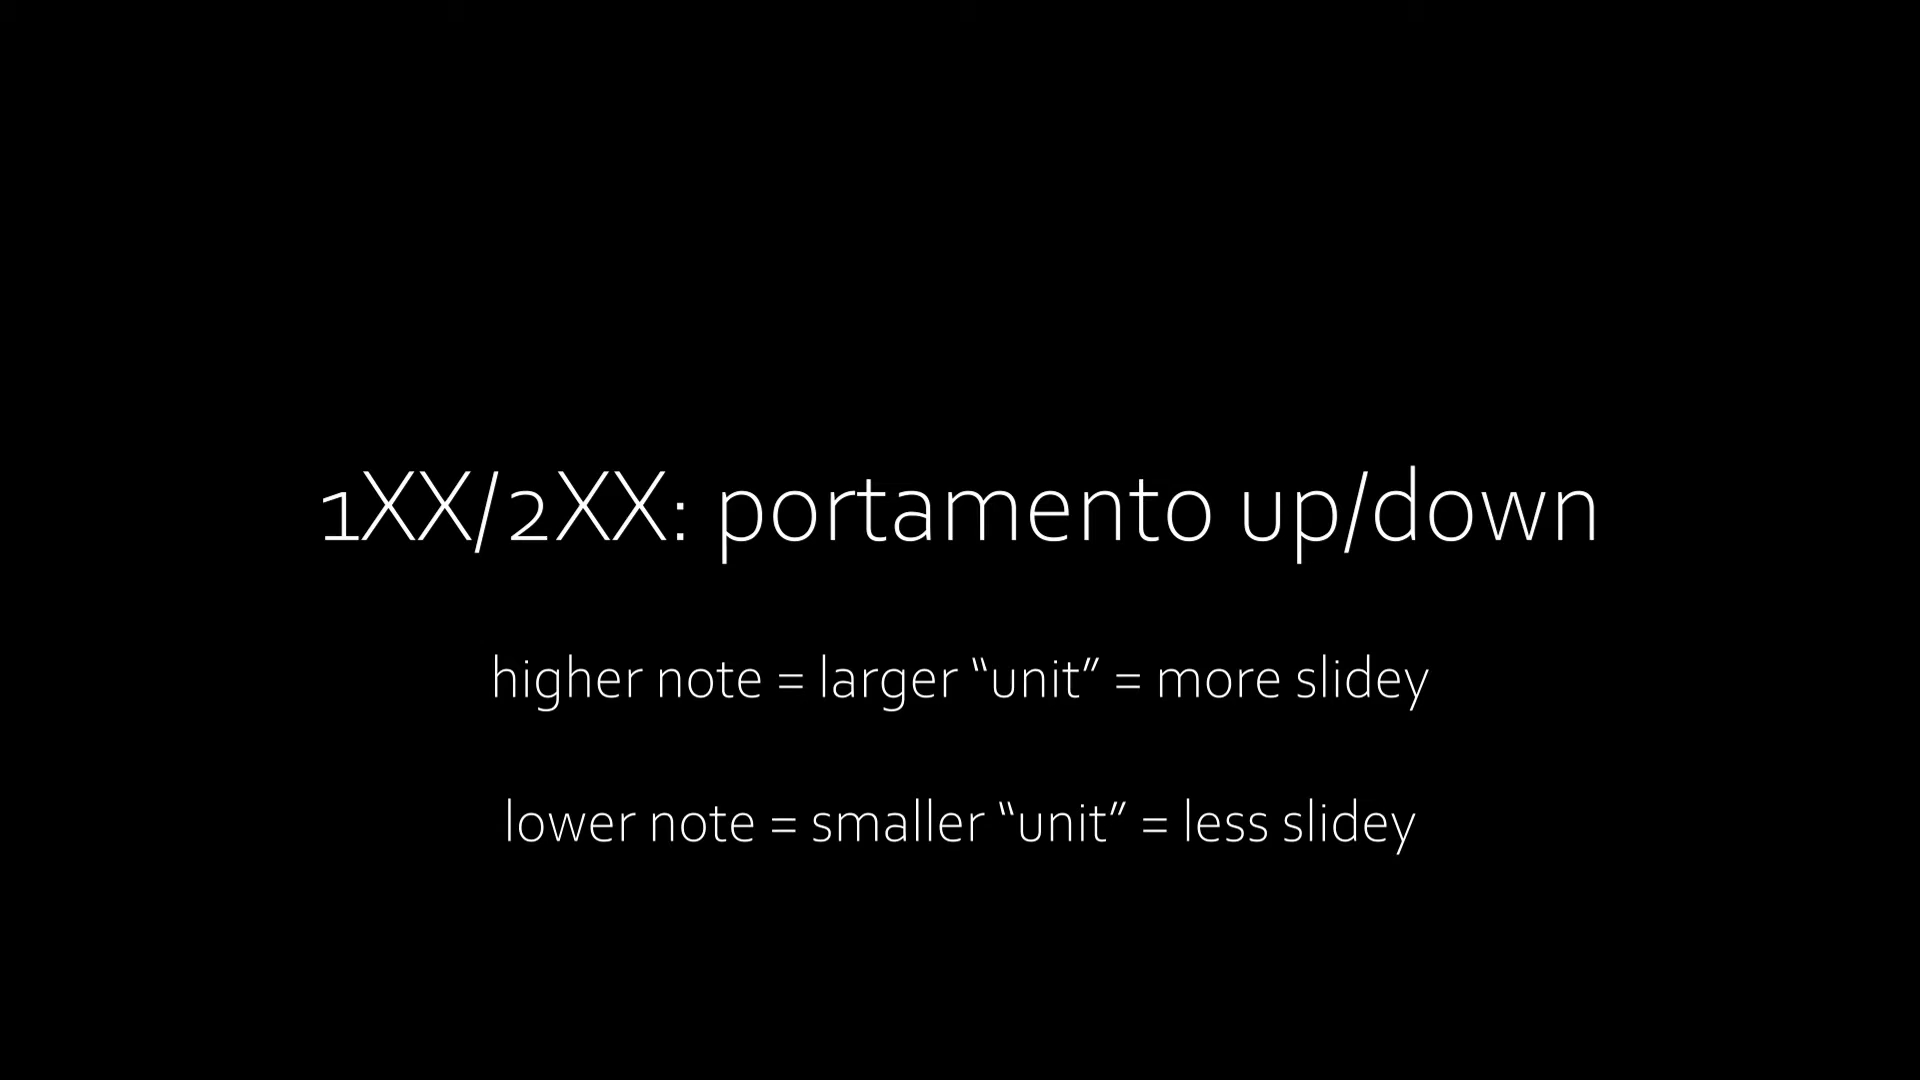 1XX/2XX: portamento up/down
higher note = larger “unit” = more slidey
lower note = smaller “unit” = less slidey